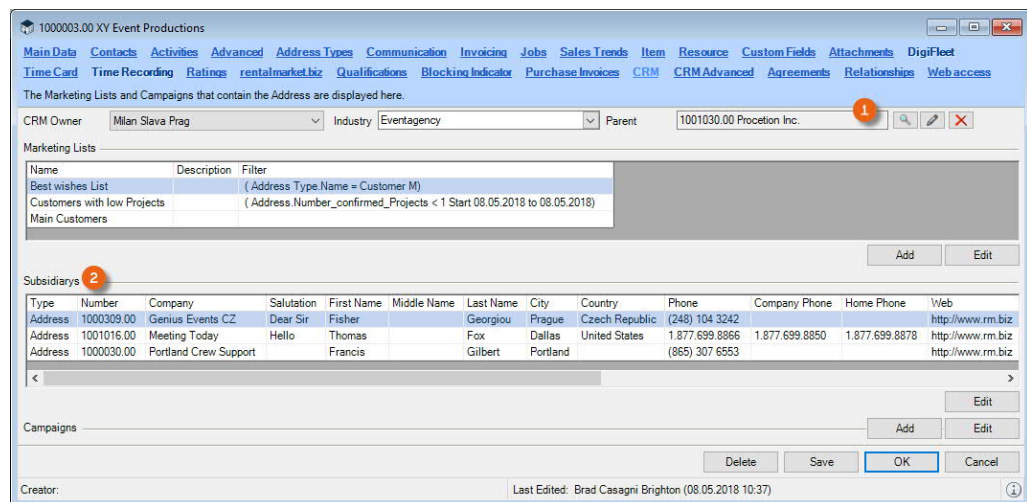 1000003.00 XY Event Productions
Main Data Contacts Activities Advanced Address Types Communication Invoicing Jobs Sales Trends Item Resource Custom Fields Attachments DigiFleet
Time Card Time Recording Ratings rentalmarket.biz Qualifications Blocking Indicator Purchase Invoices CRM CRM Advanced Agreements Relationships Web access
The Marketing Lists and Campaigns that contain the Address are displayed here.
1
CRM Owner Milan Slava Prag Industry Eventagency Parent 1001030.00 Procetion Inc.
Marketing Lists
Name Description Filter
Best wishes List ( Address Type.Name = Customer M)
Customers with low Projects ( Address.Number_confirmed_Projects < 1 Start 08.05.2018 to 08.05.2018)
Main Customers
Add Edit
Subsidiarys 2
Type Number Company Salutation First Name Middle Name Last Name City Country Phone Company Phone Home Phone Web
Address 1000309.00 Genius Events CZ Dear Sir Fisher Georgiou Prague Czech Republic (248) 104 3242 http://www.rm.biz
Address 1001016.00 Meeting Today Hello Thomas Fox Dallas United States 1.877.699.8866 1.877.699.8850 1.877.699.8878 http://www.rm.biz
Address 1000030.00 Portland Crew Support Francis Gilbert Portland (865) 307 6553 http://www.rm.biz
Edit
Campaigns Add Edit
Delete Save OK Cancel
Creator: Last Edited: Brad Casagni Brighton (08.05.2018 10:37)